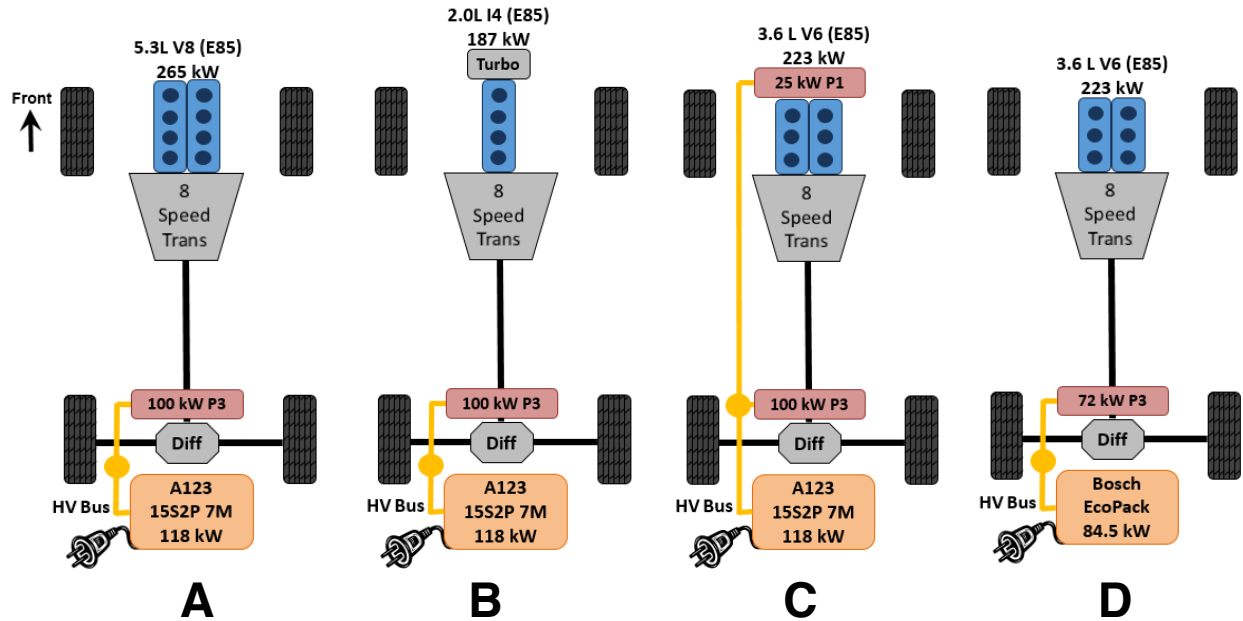 Front
5.3L V8 (E85)
265 kW
8
Speed
Trans
100 kW P3
Diff
HV Bus
A123
15S2P 7M
118 kW
A
2.0L I4 (E85)
187 kW
Turbo
8
Speed
Trans
100 kW P3
Diff
HV Bus
A123
15S2P 7M
118 kW
B
3.6 L V6 (E85)
223 kW
25 kW P1
8
Speed
Trans
100 kW P3
Diff
HV Bus
A123
15S2P 7M
118 kW
C
3.6 L V6 (E85)
223 kW
8
Speed
Trans
72 kW P3
Diff
HV Bus
Bosch
EcoPack
84.5 kW
D